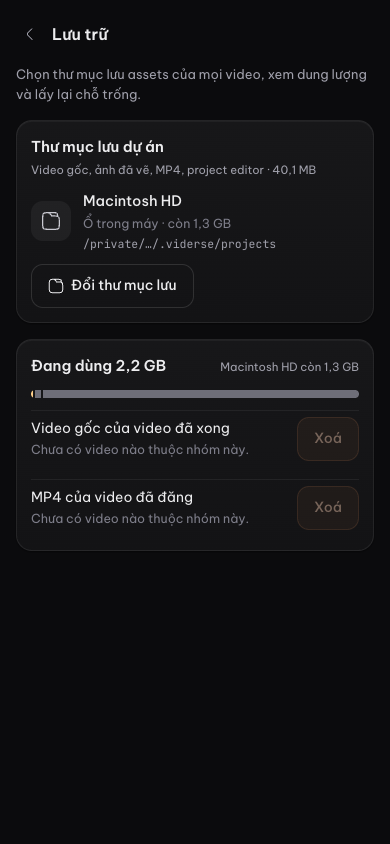 Lưu trữ
Chọn thư mục lưu assets của mọi video, xem dung lượng
và lấy lại chỗ trống.
Thư mục lưu dự án
Video gốc, ảnh đã vẽ, MP4, project editor · 40,1 MB
Macintosh HD
Ổ trong máy · còn 1,3 GB
/private/…/.viderse/projects
Đổi thư mục lưu
Đang dùng 2,2 GB
Macintosh HD còn 1,3 GB
Video gốc của video đã xong
Chưa có video nào thuộc nhóm này.
Xoá
MP4 của video đã đăng
Chưa có video nào thuộc nhóm này.
Xoá